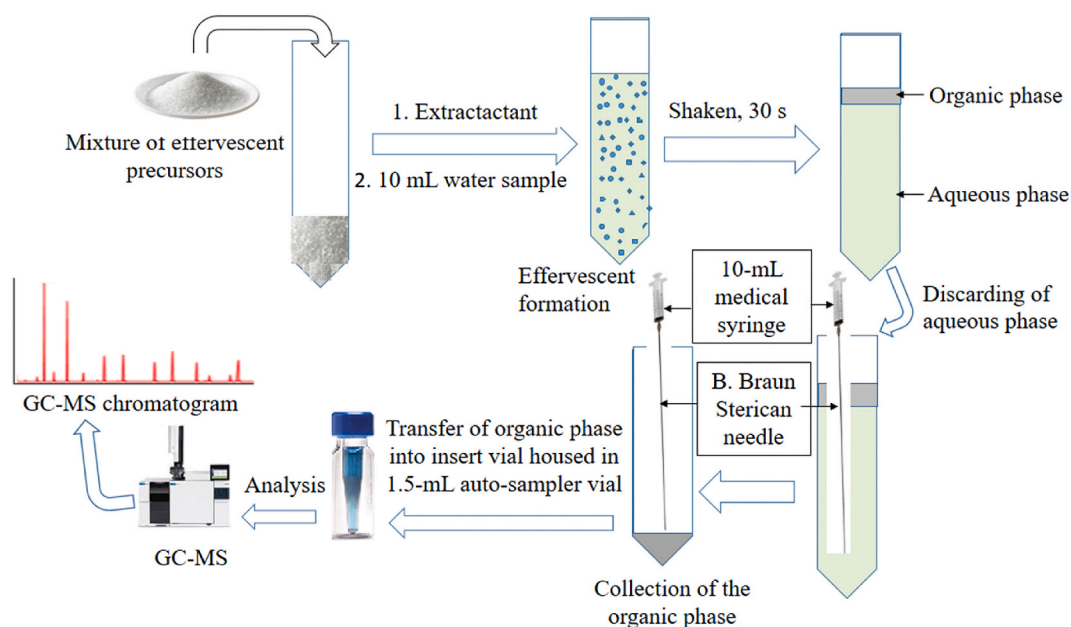 Mixture of effervescent
precursors
1. Extractactant
2. 10 mL water sample
Effervescent
formation
Shaken, 30 s
Organic phase
Aqueous phase
Discarding of
aqueous phase
10-mL
medical
syringe
B. Braun
Sterican
needle
Collection of the
organic phase
Transfer of organic phase
into insert vial housed in
1.5-mL auto-sampler vial
Analysis
GC-MS
GC-MS chromatogram